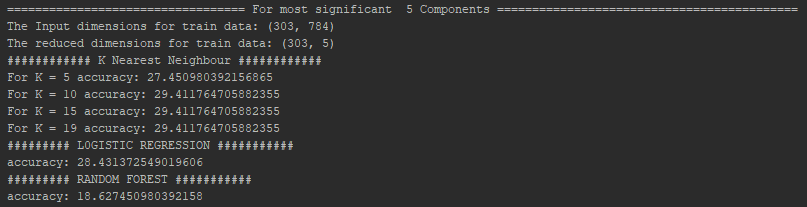 ================================== For most significant  5 Components ===========================================
The Input dimensions for train data: (303, 784)
The reduced dimensions for train data: (303, 5)
############ K Nearest Neighbour ############
For K = 5 accuracy: 27.450980392156865
For K = 10 accuracy: 29.411764705882355
For K = 15 accuracy: 29.411764705882355
For K = 19 accuracy: 29.411764705882355
######### LOGISTIC REGRESSION ###########
accuracy: 28.431372549019606
######### RANDOM FOREST ###########
accuracy: 18.627450980392158